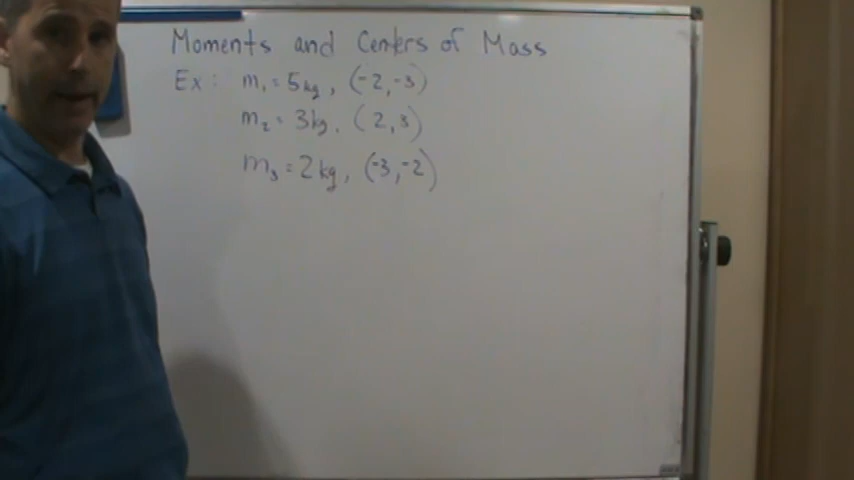 Moments and Centers of Mass
Ex: m₁ = 5kg, (-2,-3)
m₂ = 3kg, (2,3)
m₃ = 2kg, (-3,-2)